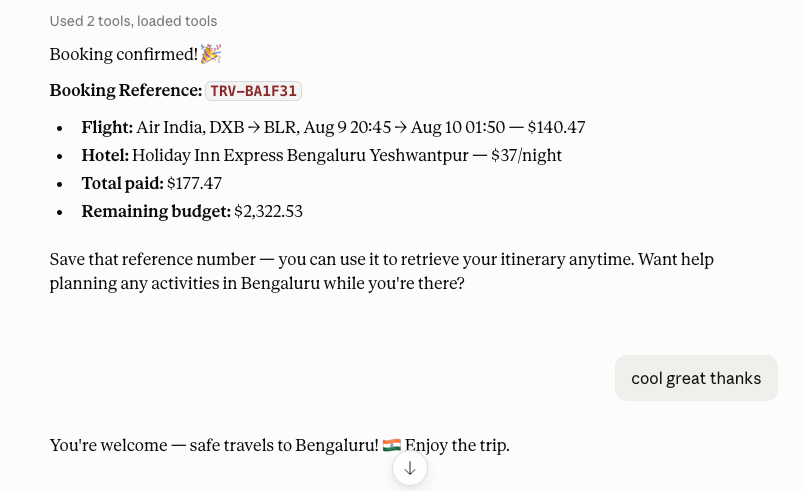 Used 2 tools, loaded tools
Booking confirmed! 🎉
Booking Reference: TRV-BA1F31
• Flight: Air India, DXB → BLR, Aug 9 20:45 → Aug 10 01:50 — $140.47
• Hotel: Holiday Inn Express Bengaluru Yeshwantpur — $37/night
• Total paid: $177.47
• Remaining budget: $2,322.53
Save that reference number — you can use it to retrieve your itinerary anytime. Want help
planning any activities in Bengaluru while you're there?
cool great thanks
You're welcome — safe travels to Bengaluru! 🇮🇳 Enjoy the trip.